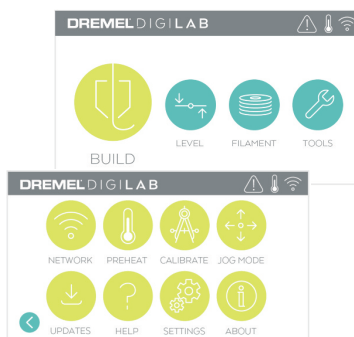 DREMEL DIGILAB
BUILD
LEVEL
FILAMENT
TOOLS
DREMEL DIGILAB
NETWORK
PREHEAT
CALIBRATE
JOG MODE
UPDATES
HELP
SETTINGS
ABOUT